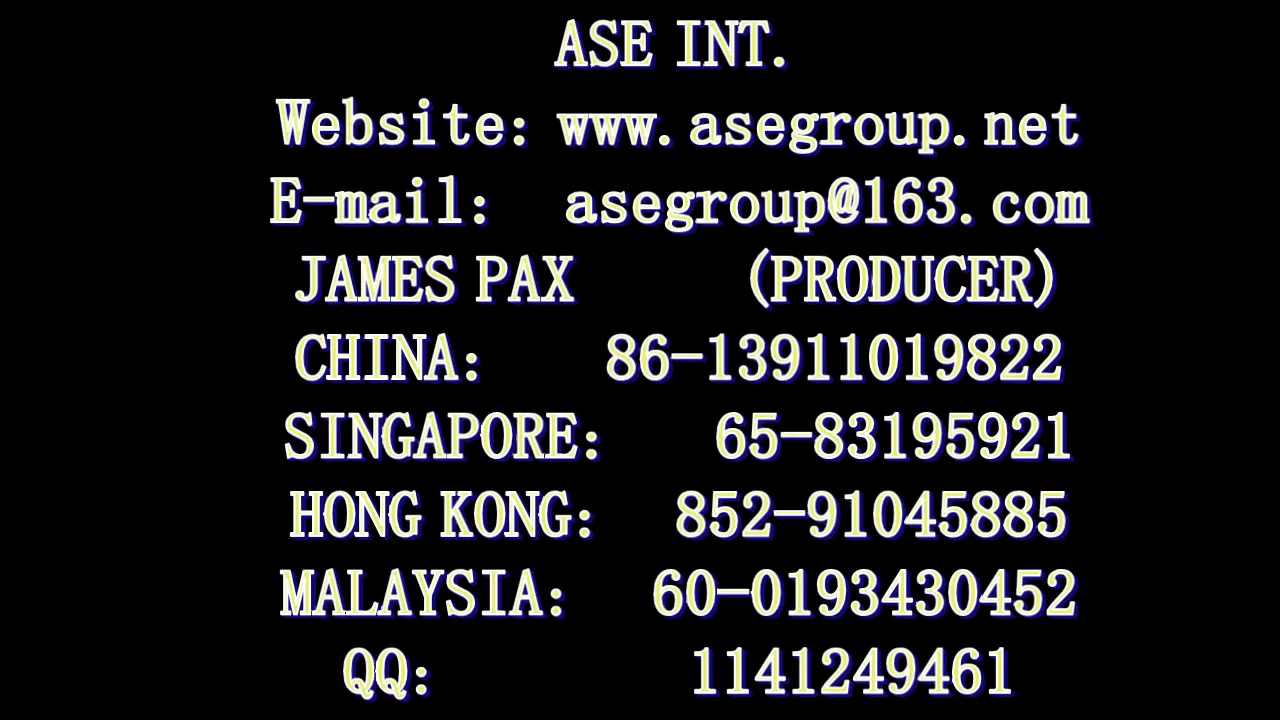 ASE INT.
Website: www.asegroup.net
E-mail: asegroup@163.com
JAMES PAX (PRODUCER)
CHINA: 86-13911019822
SINGAPORE: 65-83195921
HONG KONG: 852-91045885
MALAYSIA: 60-0193430452
QQ: 1141249461